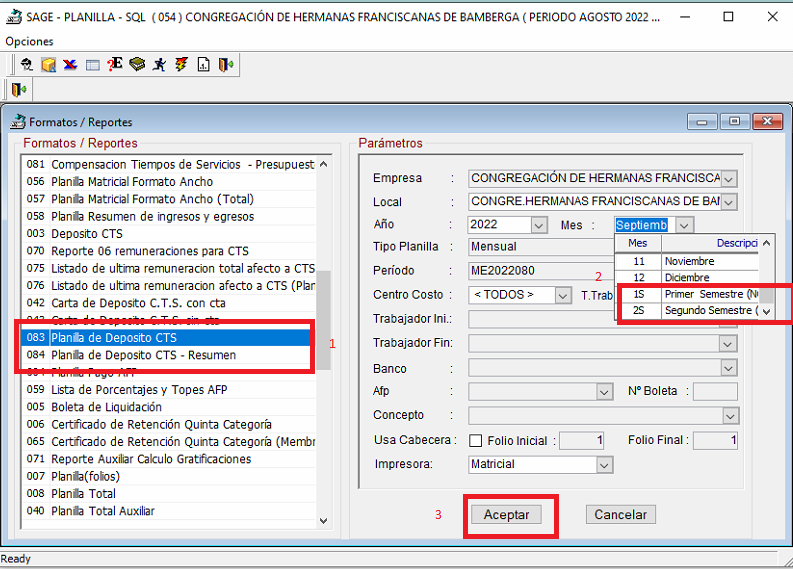 SAGE - PLANILLA - SQL ( 054 ) CONGREGACIÓN DE HERMANAS FRANCISCANAS DE BAMBERGA ( PERIODO AGOSTO 2022 ...
Opciones
Formatos / Reportes
Formatos / Reportes
081 Compensacion Tiempos de Servicios - Presupuest
056 Planilla Matricial Formato Ancho
057 Planilla Matricial Formato Ancho (Total)
058 Planilla Resumen de ingresos y egresos
003 Deposito CTS
070 Reporte 06 remuneraciones para CTS
075 Listado de ultima remuneracion total afecto a CTS
076 Listado de ultima remuneracion afecto a CTS (Plan
042 Carta de Deposito C.T.S. con cta
043 Carta de Deposito C.T.S. sin cta
083 Planilla de Deposito CTS
084 Planilla de Deposito CTS - Resumen
004 Planilla Pago AFP
059 Lista de Porcentajes y Topes AFP
005 Boleta de Liquidación
006 Certificado de Retención Quinta Categoría
065 Certificado de Retención Quinta Categoría (Membr
071 Reporte Auxiliar Calculo Gratificaciones
007 Planilla(folios)
008 Planilla Total
040 Planilla Total Auxiliar
1
Parámetros
Empresa : CONGREGACIÓN DE HERMANAS FRANCISCA
Local : CONGRE.HERMANAS FRANCISCANAS DE BAM
Año : 2022 Mes : Septiemb
Mes Descripci
11 Noviembre
12 Diciembre
1S Primer Semestre (N
2S Segundo Semestre (
2
Tipo Planilla : Mensual
Período : ME2022080
Centro Costo : < TODOS > T.Trab
Trabajador Ini.:
Trabajador Fin:
Banco :
Afp : Nº Boleta :
Concepto :
Usa Cabecera : Folio Inicial : 1 Folio Final : 1
Impresora: Matricial
3 Aceptar Cancelar
Ready